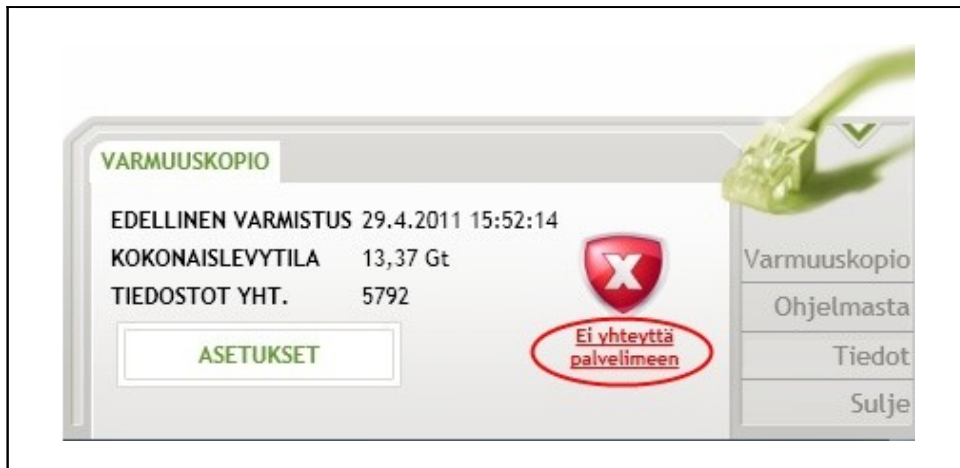 VARMUUSKOPIO
EDELLINEN VARMISTUS 29.4.2011 15:52:14
KOKONAISLEVYTILA 13,37 Gt
TIEDOSTOT YHT. 5792
ASETUKSET
Ei yhteyttä
palvelimeen
Varmuuskopio
Ohjelmasta
Tiedot
Sulje